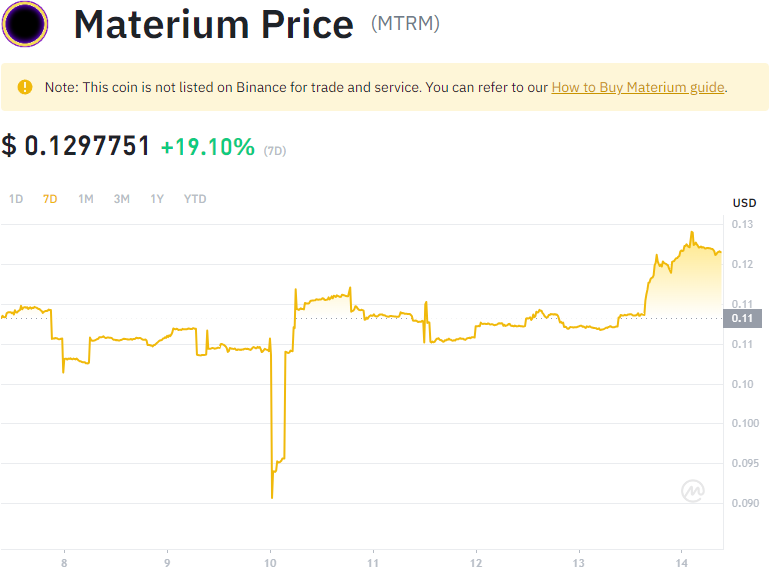 Materium Price (MTRM)
Note: This coin is not listed on Binance for trade and service. You can refer to our How to Buy Materium guide.
$ 0.1297751 +19.10% (7D)
1D 7D 1M 3M 1Y YTD
USD
0.13
0.12
0.11
0.11
0.11
0.10
0.100
0.095
0.090
8 9 10 11 12 13 14